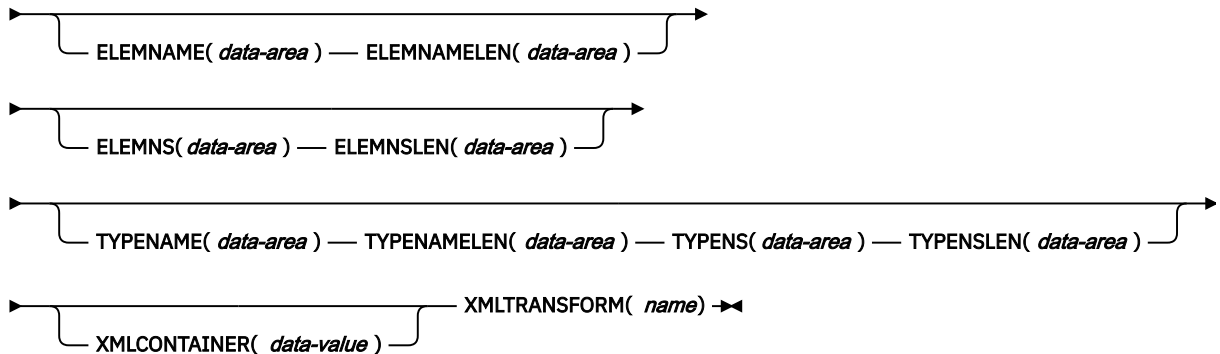 ELEMNAME( data-area ) ELEMNAMELEN( data-area )
ELEMNS( data-area ) ELEMNSLEN( data-area )
TYPENAME( data-area ) TYPENAMELEN( data-area ) TYPENS( data-area ) TYPENSLEN( data-area )
XMLTRANSFORM( name)
XMLCONTAINER( data-value )